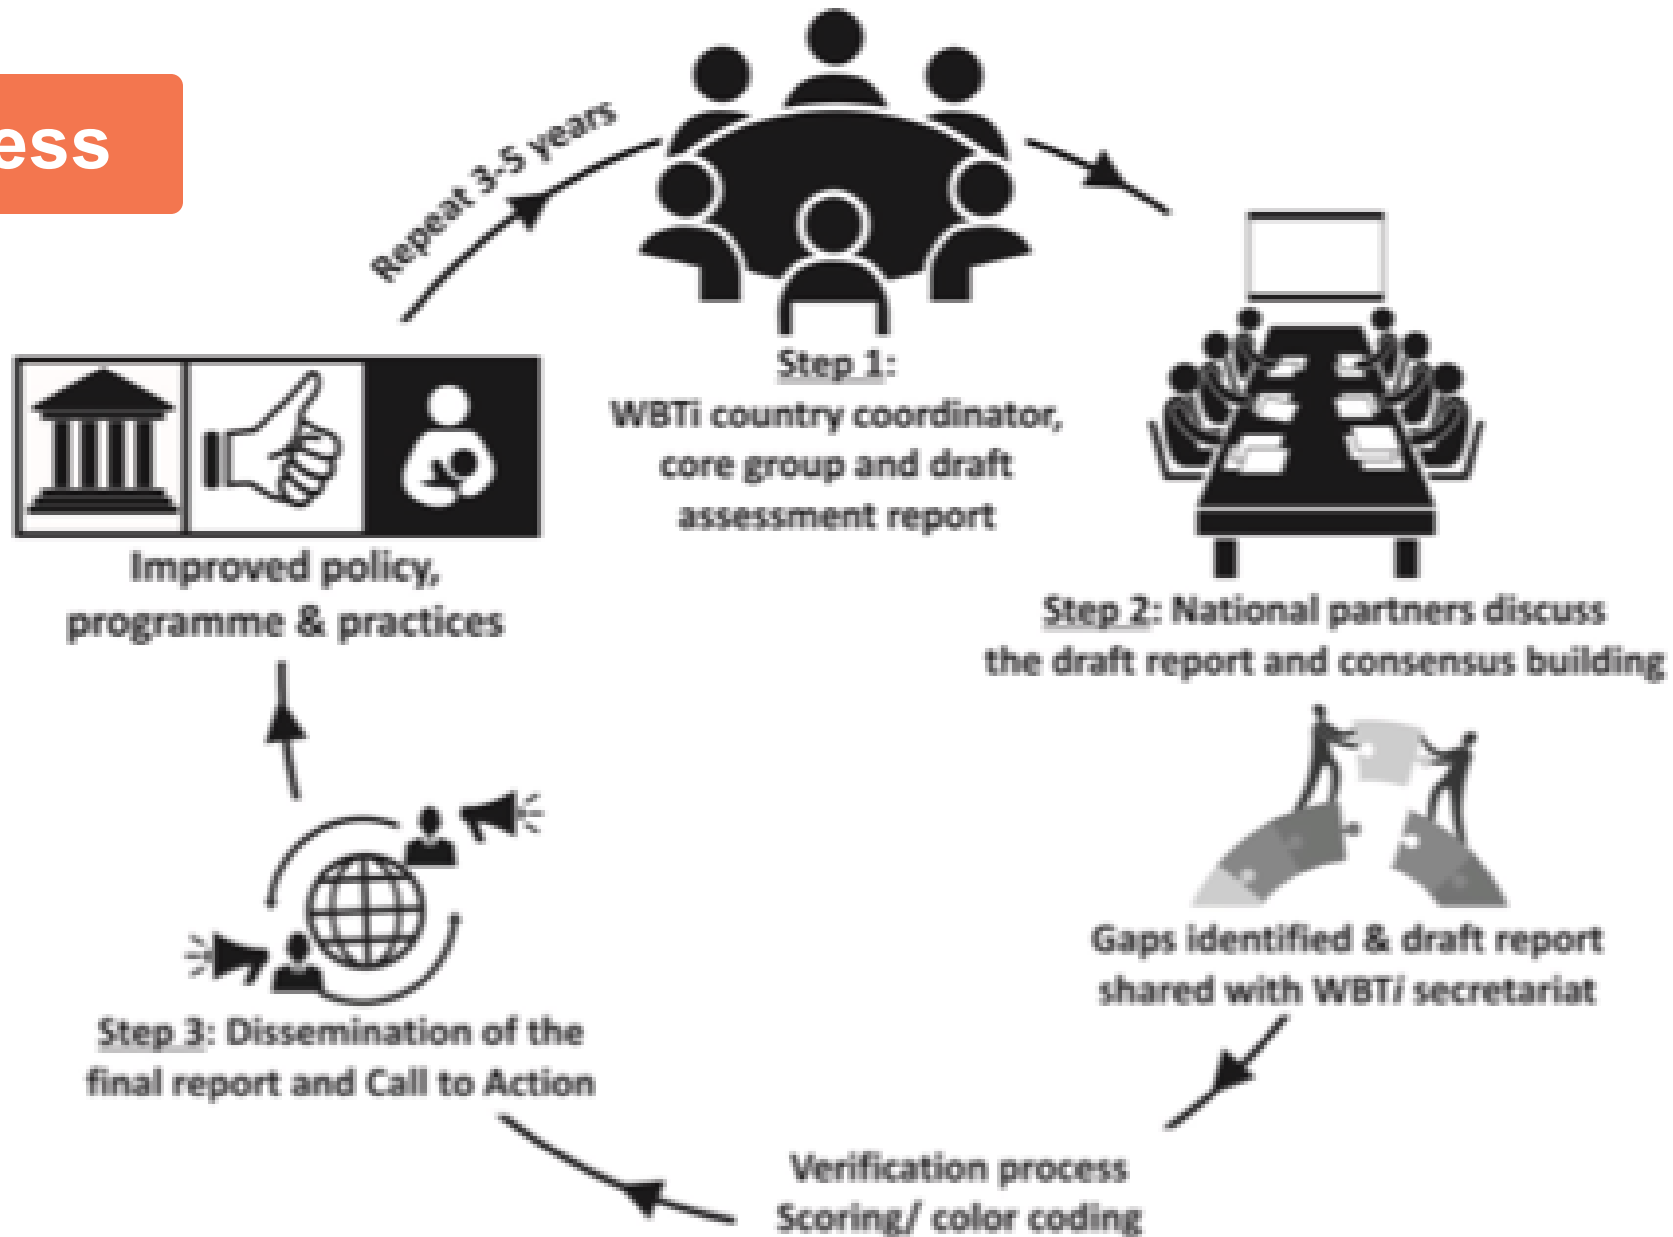 ess
Repeat 3-5 years
Step 1:
WBTi country coordinator,
core group and draft
assessment report
Step 2: National partners discuss
the draft report and consensus building
Gaps identified & draft report
shared with WBTi secretariat
Verification process
Scoring/ color coding
Step 3: Dissemination of the
final report and Call to Action
Improved policy,
programme & practices